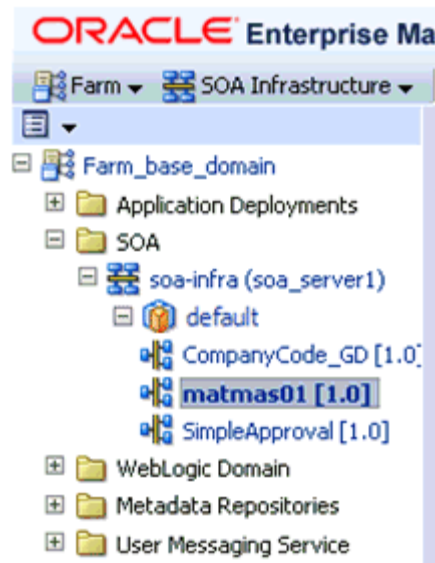 ORACLE Enterprise Ma
Farm SOA Infrastructure
Farm_base_domain
Application Deployments
SOA
soa-infra (soa_server1)
default
CompanyCode_GD [1.0]
matmas01 [1.0]
SimpleApproval [1.0]
WebLogic Domain
Metadata Repositories
User Messaging Service